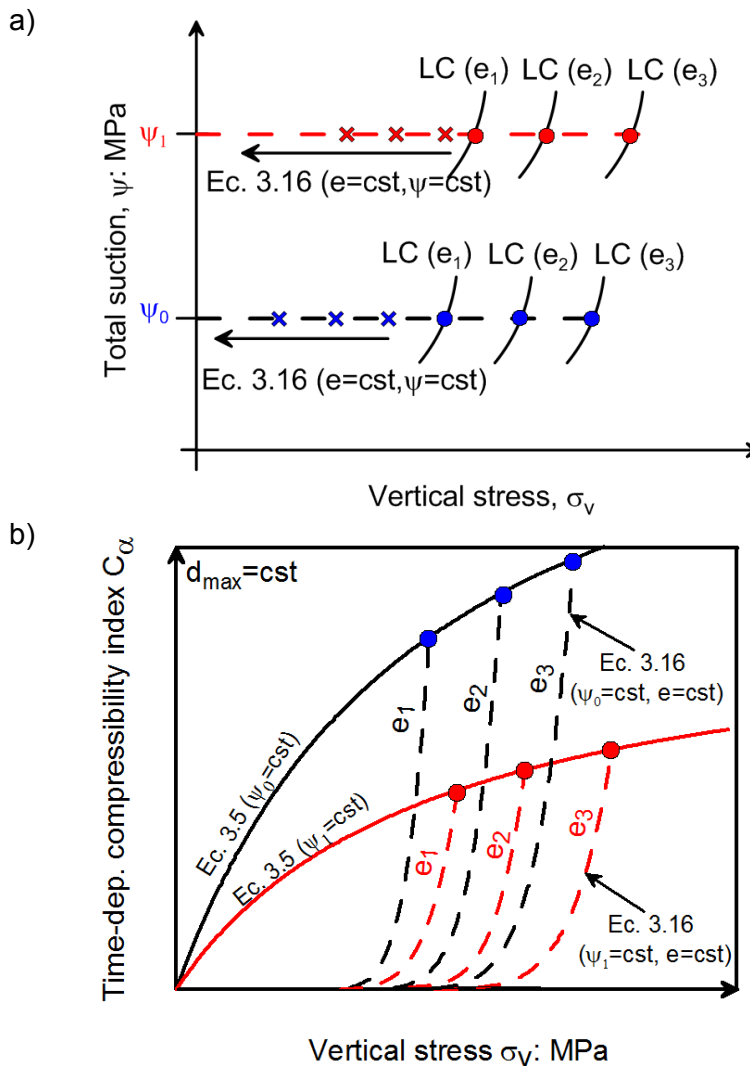 a)
Total suction, ψ: MPa
ψ1
ψ0
LC (e1) LC (e2) LC (e3)
Ec. 3.16 (e=cst,ψ=cst)
LC (e1) LC (e2) LC (e3)
Ec. 3.16 (e=cst,ψ=cst)
Vertical stress, σv
b)
Time-dep. compressibility index Cα
dmax=cst
Ec. 3.5 (ψ0=cst)
Ec. 3.5 (ψ1=cst)
e1
e2
e3
e1
e2
e3
Ec. 3.16
(ψ0=cst, e=cst)
Ec. 3.16
(ψ1=cst, e=cst)
Vertical stress σv: MPa